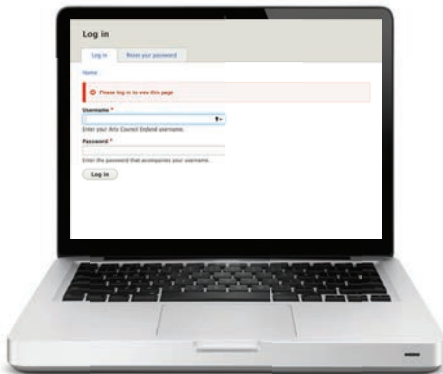 Log in
Log in Reset your password
Home
Please log in to view this page
Username *
Enter your Arts Council England username.
Password *
Enter the password that accompanies your username.
Log in